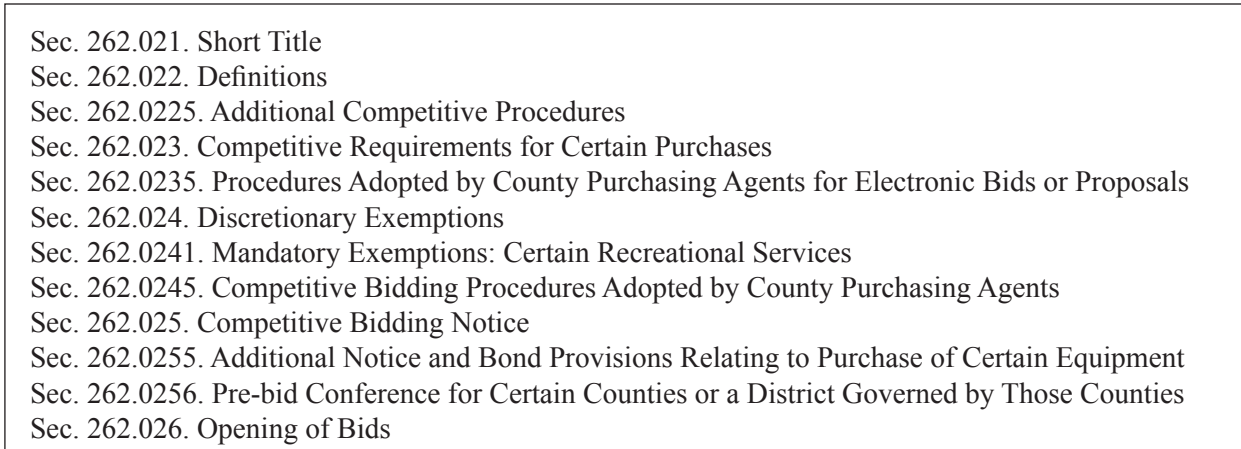 Sec. 262.021. Short Title
Sec. 262.022. Definitions
Sec. 262.0225. Additional Competitive Procedures
Sec. 262.023. Competitive Requirements for Certain Purchases
Sec. 262.0235. Procedures Adopted by County Purchasing Agents for Electronic Bids or Proposals
Sec. 262.024. Discretionary Exemptions
Sec. 262.0241. Mandatory Exemptions: Certain Recreational Services
Sec. 262.0245. Competitive Bidding Procedures Adopted by County Purchasing Agents
Sec. 262.025. Competitive Bidding Notice
Sec. 262.0255. Additional Notice and Bond Provisions Relating to Purchase of Certain Equipment
Sec. 262.0256. Pre-bid Conference for Certain Counties or a District Governed by Those Counties
Sec. 262.026. Opening of Bids